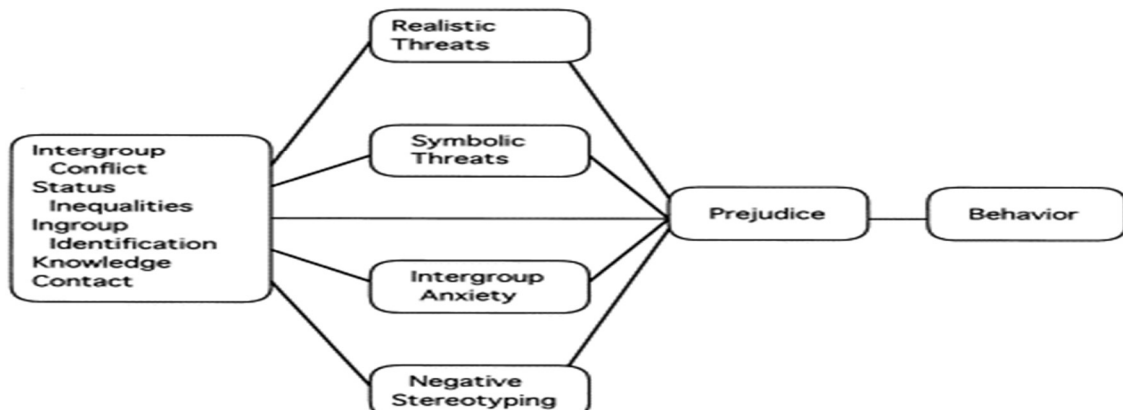 Realistic
Threats
Symbolic
Threats
Intergroup
Conflict
Status
Inequalities
Ingroup
Identification
Knowledge
Contact
Prejudice
Behavior
Intergroup
Anxiety
Negative
Stereotyping